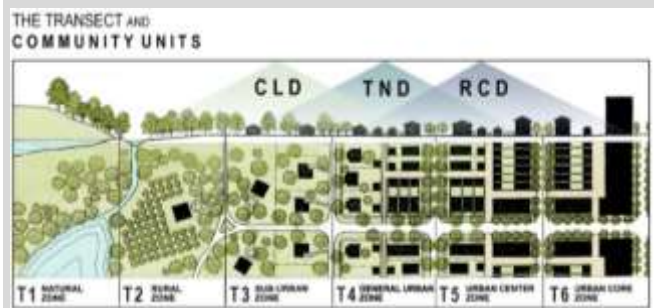 THE TRANSECT AND
COMMUNITY UNITS
CLD TND RCD
T1 NATURAL ZONE
T2 RURAL ZONE
T3 SUB-URBAN ZONE
T4 GENERAL URBAN ZONE
T5 URBAN CENTER ZONE
T6 URBAN CORE ZONE